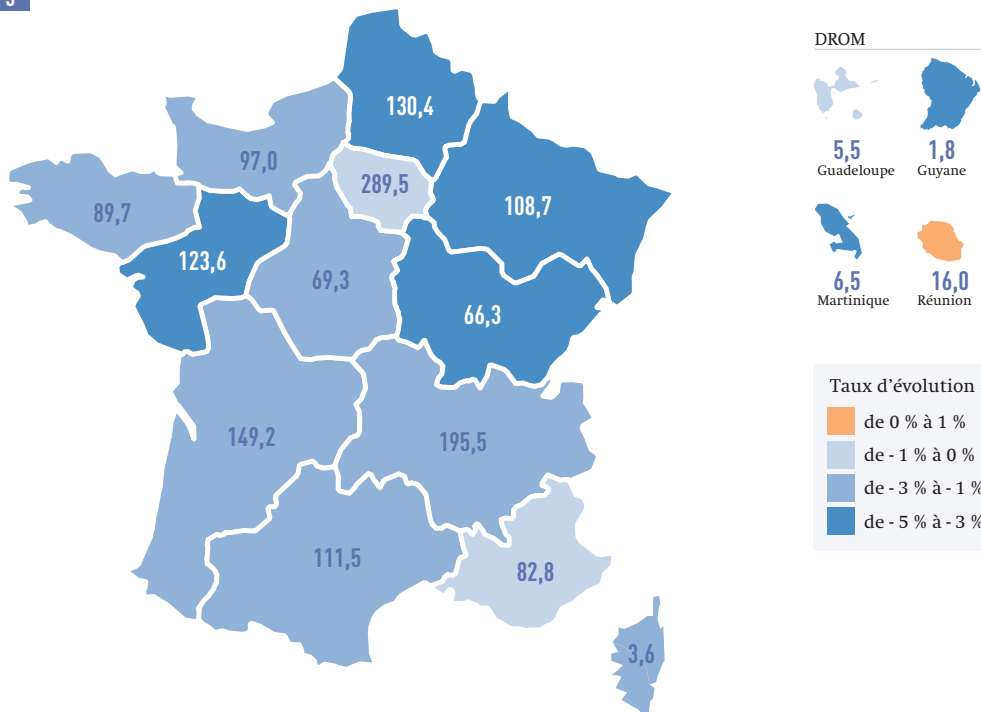 DROM
130,4
97,0
289,5
89,7
108,7
123,6
69,3
66,3
149,2
195,5
111,5
82,8
3,6
5,5 1,8
Guadeloupe Guyane
6,5 16,0
Martinique Réunion
Taux d'évolution
de 0 % à 1 %
de - 1 % à 0 %
de - 3 % à - 1 %
de - 5 % à - 3 %